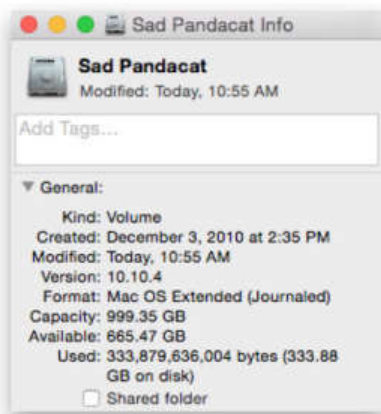 Sad Pandacat Info
Sad Pandacat
Modified: Today, 10:55 AM
Add Tags...
General:
Kind: Volume
Created: December 3, 2010 at 2:35 PM
Modified: Today, 10:55 AM
Version: 10.10.4
Format: Mac OS Extended (Journaled)
Capacity: 999.35 GB
Available: 665.47 GB
Used: 333,879,636,004 bytes (333.88
GB on disk)
Shared folder